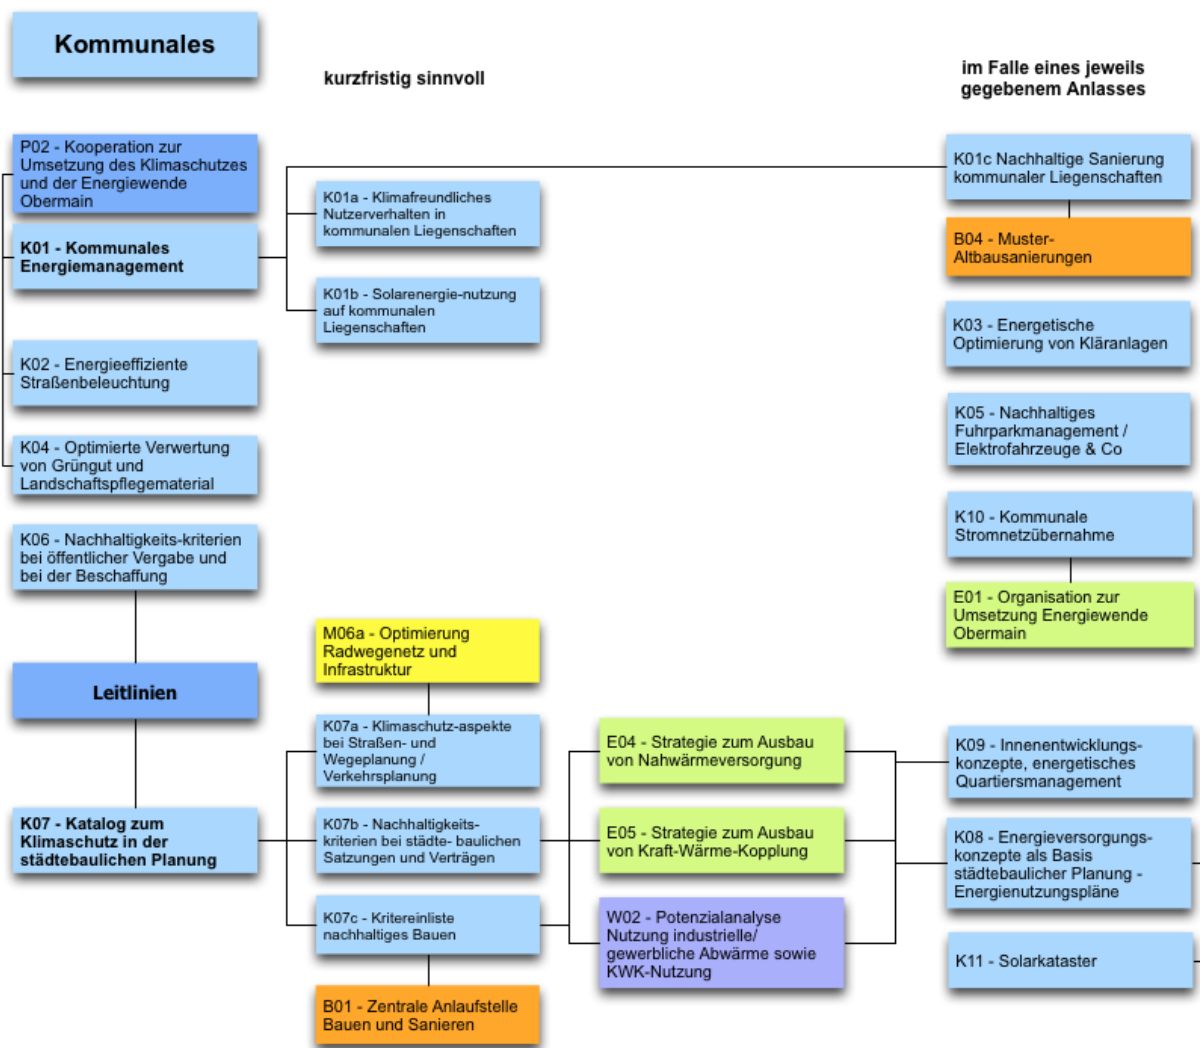 Kommunales
kurzfristig sinnvoll
im Falle eines jeweils
gegebenem Anlasses
P02 - Kooperation zur
Umsetzung des Klimaschutzes
und der Energiewende
Obermain
K01 - Kommunales
Energiemanagement
K02 - Energieeffiziente
Straßenbeleuchtung
K04 - Optimierte Verwertung
von Grüngut und
Landschaftspflegematerial
K06 - Nachhaltigkeits-kriterien
bei öffentlicher Vergabe und
bei der Beschaffung
Leitlinien
K07 - Katalog zum
Klimaschutz in der
städtebaulichen Planung
K01a - Klimafreundliches
Nutzerverhalten in
kommunalen Liegenschaften
K01b - Solarenergie-nutzung
auf kommunalen
Liegenschaften
M06a - Optimierung
Radwegenetz und
Infrastruktur
K07a - Klimaschutz-aspekte
bei Straßen- und
Wegeplanung /
Verkehrsplanung
K07b - Nachhaltigkeits-
kriterien bei städte- baulichen
Satzungen und Verträgen
K07c - Kritereinliste
nachhaltiges Bauen
B01 - Zentrale Anlaufstelle
Bauen und Sanieren
E04 - Strategie zum Ausbau
von Nahwärmeversorgung
E05 - Strategie zum Ausbau
von Kraft-Wärme-Kopplung
W02 - Potenzialanalyse
Nutzung industrielle/
gewerbliche Abwärme sowie
KWK-Nutzung
K01c Nachhaltige Sanierung
kommunaler Liegenschaften
B04 - Muster-
Altbausanierungen
K03 - Energetische
Optimierung von Kläranlagen
K05 - Nachhaltiges
Fuhrparkmanagement /
Elektrofahrzeuge & Co
K10 - Kommunale
Stromnetzübernahme
E01 - Organisation zur
Umsetzung Energiewende
Obermain
K09 - Innenentwicklungs-
konzepte, energetisches
Quartiersmanagement
K08 - Energieversorgungs-
konzepte als Basis
städtebaulicher Planung -
Energienutzungspläne
K11 - Solarkataster